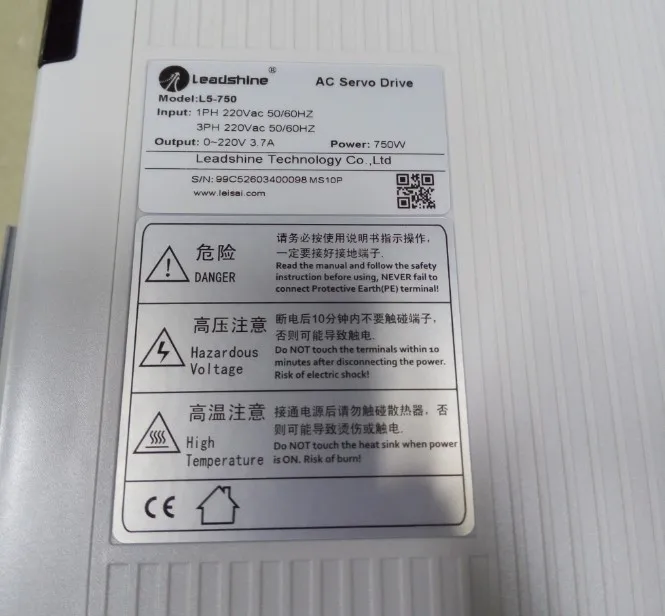 Leadshine® AC Servo Drive
Model:L5-750
Input: 1PH 220Vac 50/60HZ
3PH 220Vac 50/60HZ
Output: 0~220V 3.7A Power: 750W
Leadshine Technology Co.,Ltd
S/N: 99C52603400098 MS10P
www.leisai.com
危险
DANGER
请务必按使用说明书指示操作,
一定要接好接地端子.
Read the manual and follow the safety
instruction before using, NEVER fail to
connect Protective Earth(PE) terminal!
高压注意
Hazardous
Voltage
断电后10分钟内不要触碰端子,
否则可能导致触电.
Do NOT touch the terminals within 10
minutes after disconnecting the power.
Risk of electric shock!
高温注意
High
Temperature
接通电源后请勿触碰散热器, 否
则可能导致烫伤或触电.
Do NOT touch the heat sink when power
is ON. Risk of burn!
CE